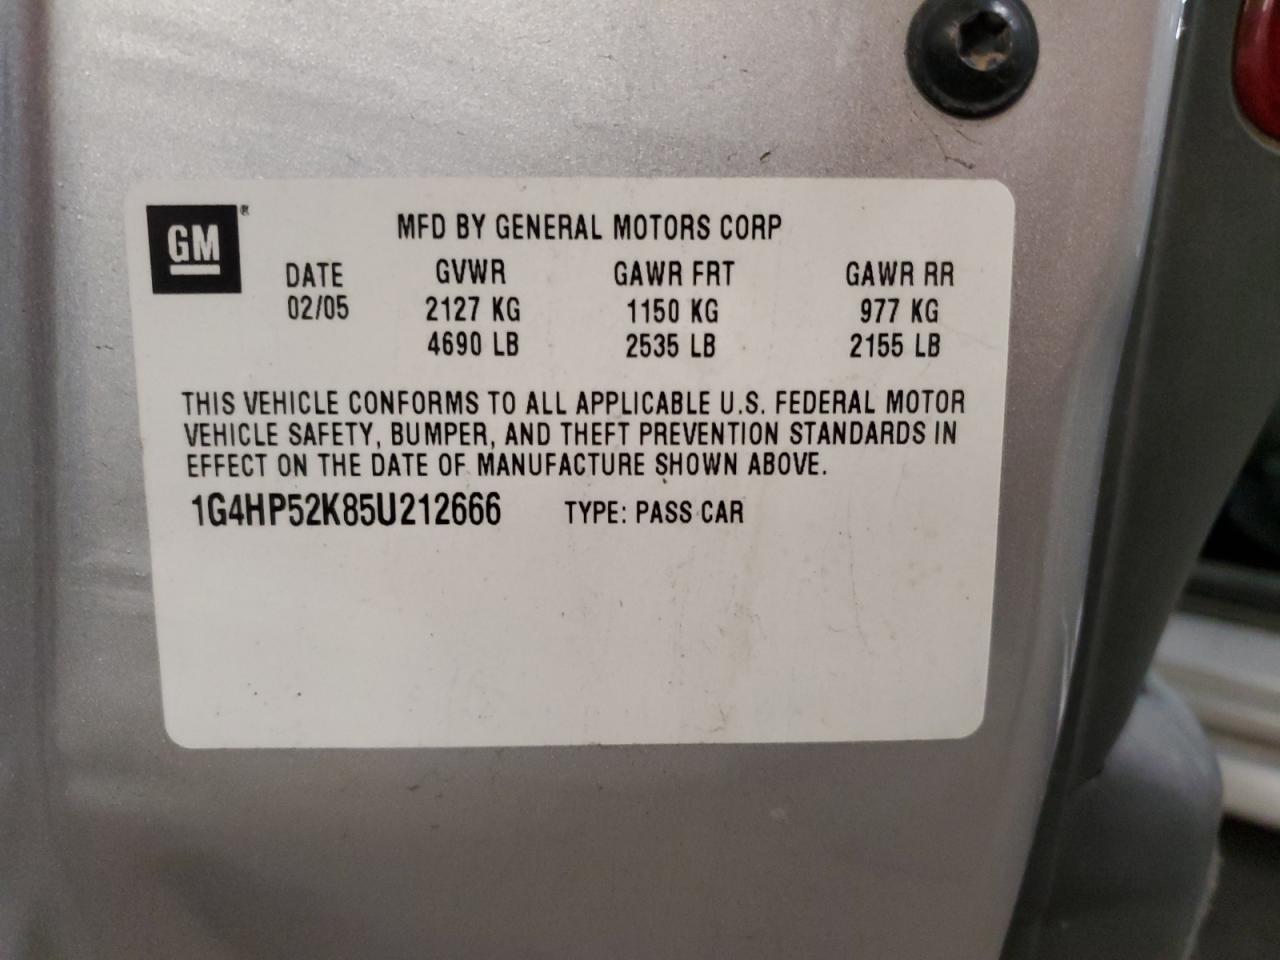 GM®
MFD BY GENERAL MOTORS CORP
DATE GVWR GAWR FRT GAWR RR
02/05 2127 KG 1150 KG 977 KG
4690 LB 2535 LB 2155 LB
THIS VEHICLE CONFORMS TO ALL APPLICABLE U.S. FEDERAL MOTOR
VEHICLE SAFETY, BUMPER, AND THEFT PREVENTION STANDARDS IN
EFFECT ON THE DATE OF MANUFACTURE SHOWN ABOVE.
1G4HP52K85U212666 TYPE: PASS CAR